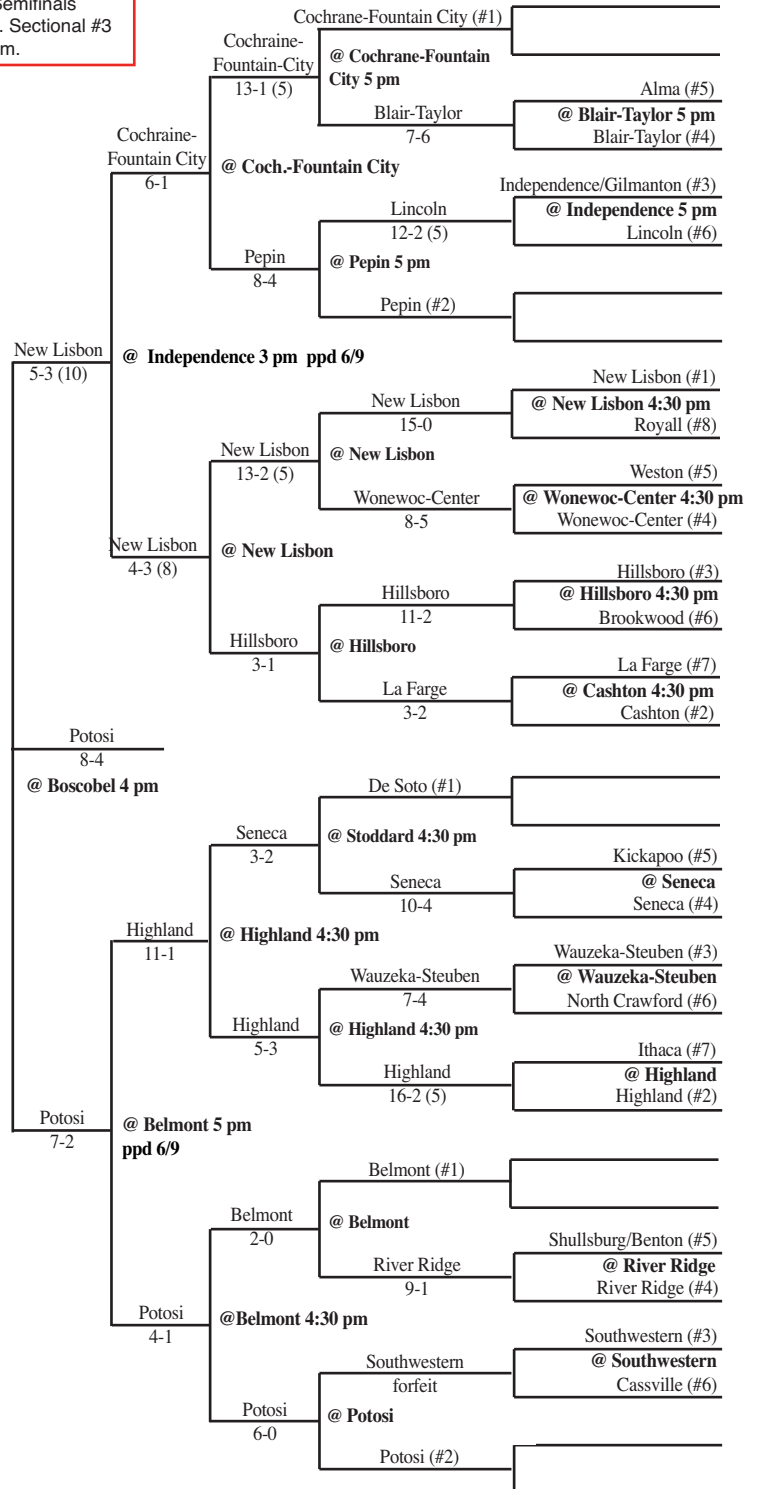 Semifinals
. Sectional #3
m.
Cochrane-Fountain City (#1)
Cochraine-
Fountain-City
13-1 (5)
@ Cochrane-Fountain
City 5 pm
Alma (#5)
@ Blair-Taylor 5 pm
Blair-Taylor (#4)
Blair-Taylor
7-6
Cochraine-
Fountain City
6-1
@ Coch.-Fountain City
Independence/Gilmanton (#3)
@ Independence 5 pm
Lincoln (#6)
Lincoln
12-2 (5)
Pepin
8-4
@ Pepin 5 pm
Pepin (#2)
New Lisbon
5-3 (10)
@ Independence 3 pm ppd 6/9
New Lisbon (#1)
@ New Lisbon 4:30 pm
Royall (#8)
New Lisbon
15-0
New Lisbon
13-2 (5)
@ New Lisbon
Weston (#5)
@ Wonewoc-Center 4:30 pm
Wonewoc-Center (#4)
Wonewoc-Center
8-5
New Lisbon
4-3 (8)
@ New Lisbon
Hillsboro (#3)
@ Hillsboro 4:30 pm
Brookwood (#6)
Hillsboro
11-2
Hillsboro
3-1
@ Hillsboro
La Farge (#7)
@ Cashton 4:30 pm
Cashton (#2)
La Farge
3-2
Potosi
8-4
@ Boscobel 4 pm
De Soto (#1)
Seneca
3-2
@ Stoddard 4:30 pm
Kickapoo (#5)
@ Seneca
Seneca (#4)
Seneca
10-4
Highland
11-1
@ Highland 4:30 pm
Wauzeka-Steuben (#3)
@ Wauzeka-Steuben
North Crawford (#6)
Wauzeka-Steuben
7-4
Highland
5-3
@ Highland 4:30 pm
Ithaca (#7)
@ Highland
Highland (#2)
Highland
16-2 (5)
Potosi
7-2
@ Belmont 5 pm
ppd 6/9
Belmont (#1)
Belmont
2-0
@ Belmont
Shullsburg/Benton (#5)
@ River Ridge
River Ridge (#4)
River Ridge
9-1
Potosi
4-1
@Belmont 4:30 pm
Southwestern (#3)
@ Southwestern
Cassville (#6)
Southwestern
forfeit
Potosi
6-0
@ Potosi
Potosi (#2)